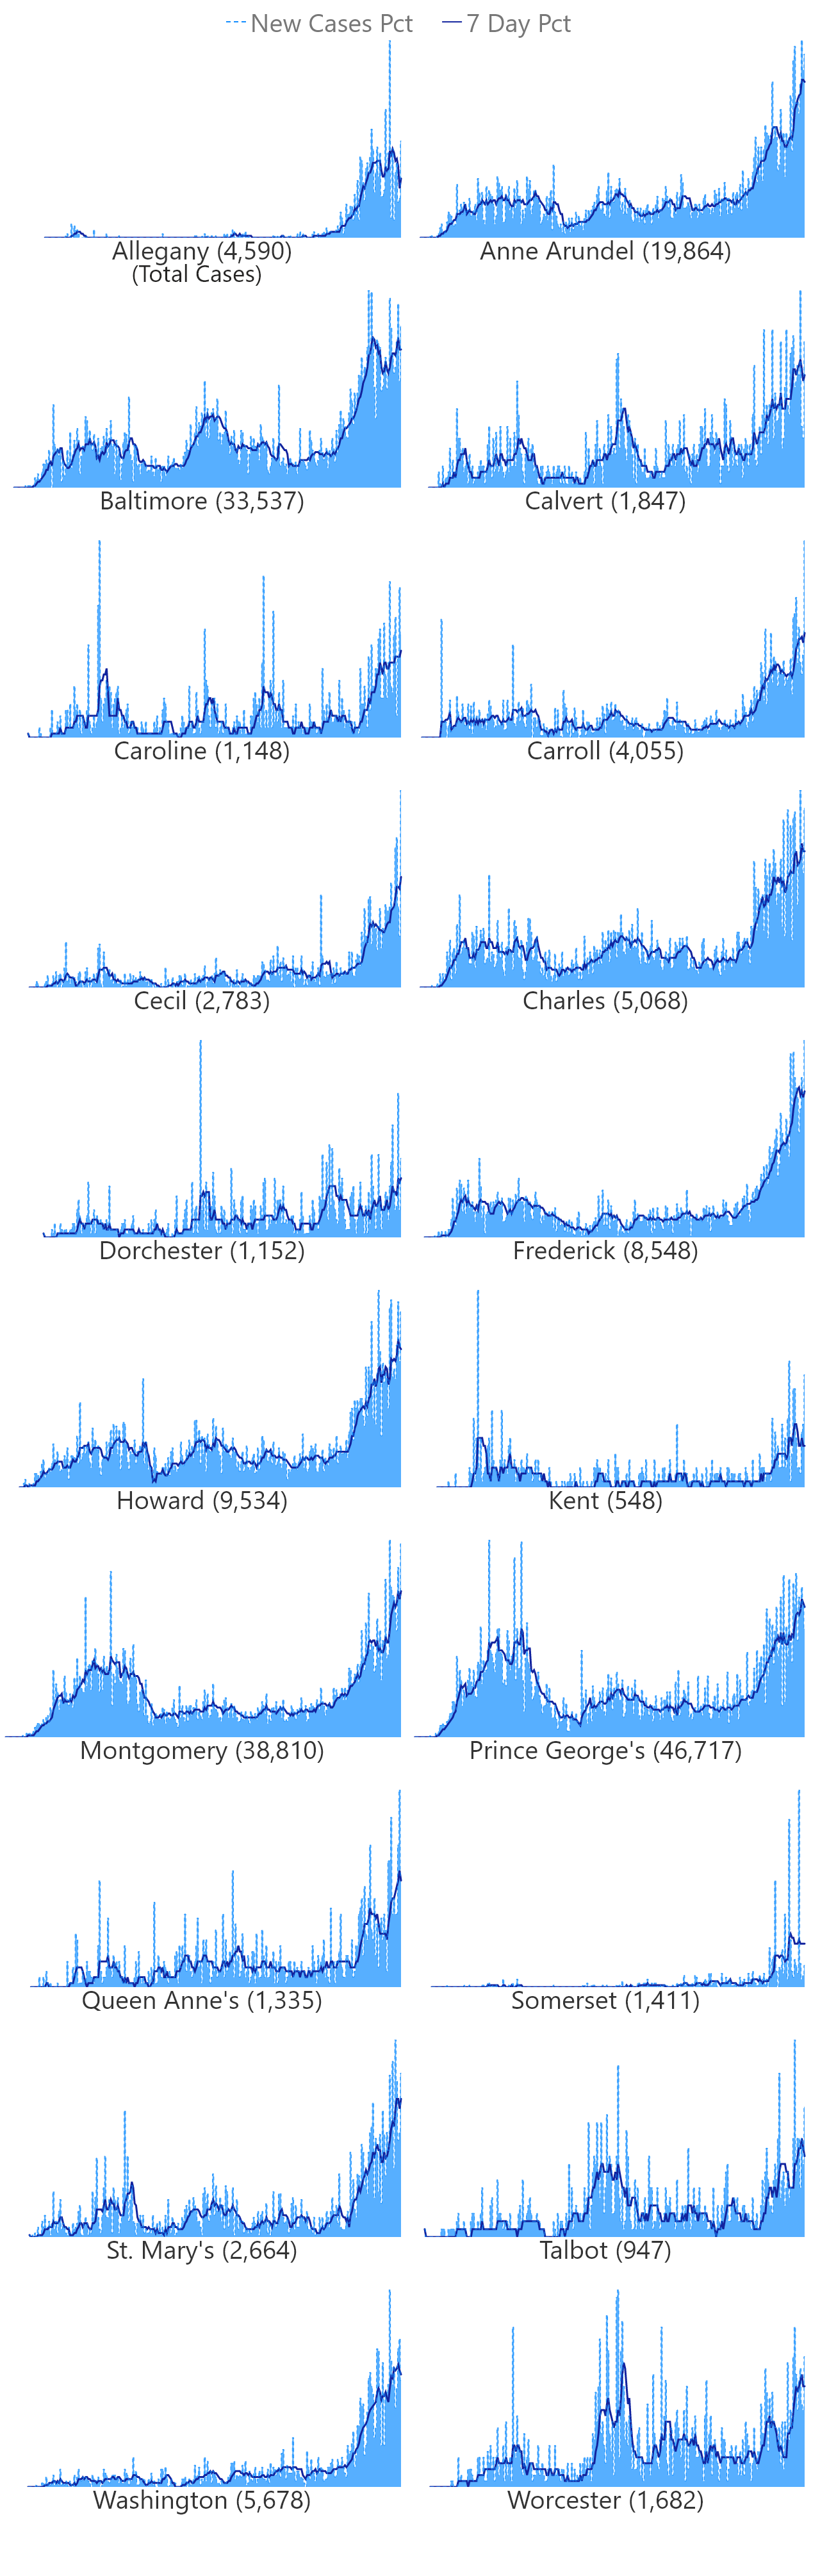 New Cases Pct 7 Day Pct
Allegany (4,590) Anne Arundel (19,864)
(Total Cases)
Baltimore (33,537) Calvert (1,847)
Caroline (1,148) Carroll (4,055)
Cecil (2,783) Charles (5,068)
Dorchester (1,152) Frederick (8,548)
Howard (9,534) Kent (548)
Montgomery (38,810) Prince George's (46,717)
Queen Anne's (1,335) Somerset (1,411)
St. Mary's (2,664) Talbot (947)
Washington (5,678) Worcester (1,682)